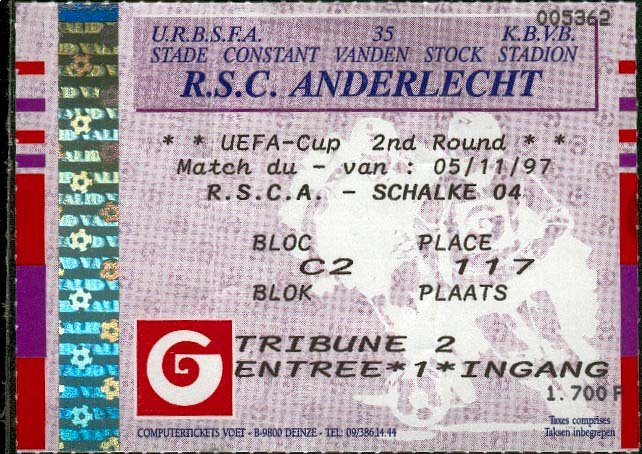 005362
U.R.B.S.F.A. 35 K.B.V.B.
STADE CONSTANT VANDEN STOCK STADION
R.S.C. ANDERLECHT
* * UEFA-Cup 2nd Round * *
Match du - van : 05/11/97
R.S.C.A. - SCHALKE 04
BLOC PLACE
C2 117
BLOK PLAATS
G TRIBUNE 2
ENTREE*1*INGANG
1.700 F
Taxes comprises
COMPUTERTICKETS VOET - B-9800 DEINZE - TEL: 09/386.14.44 Taksen inbegrepen